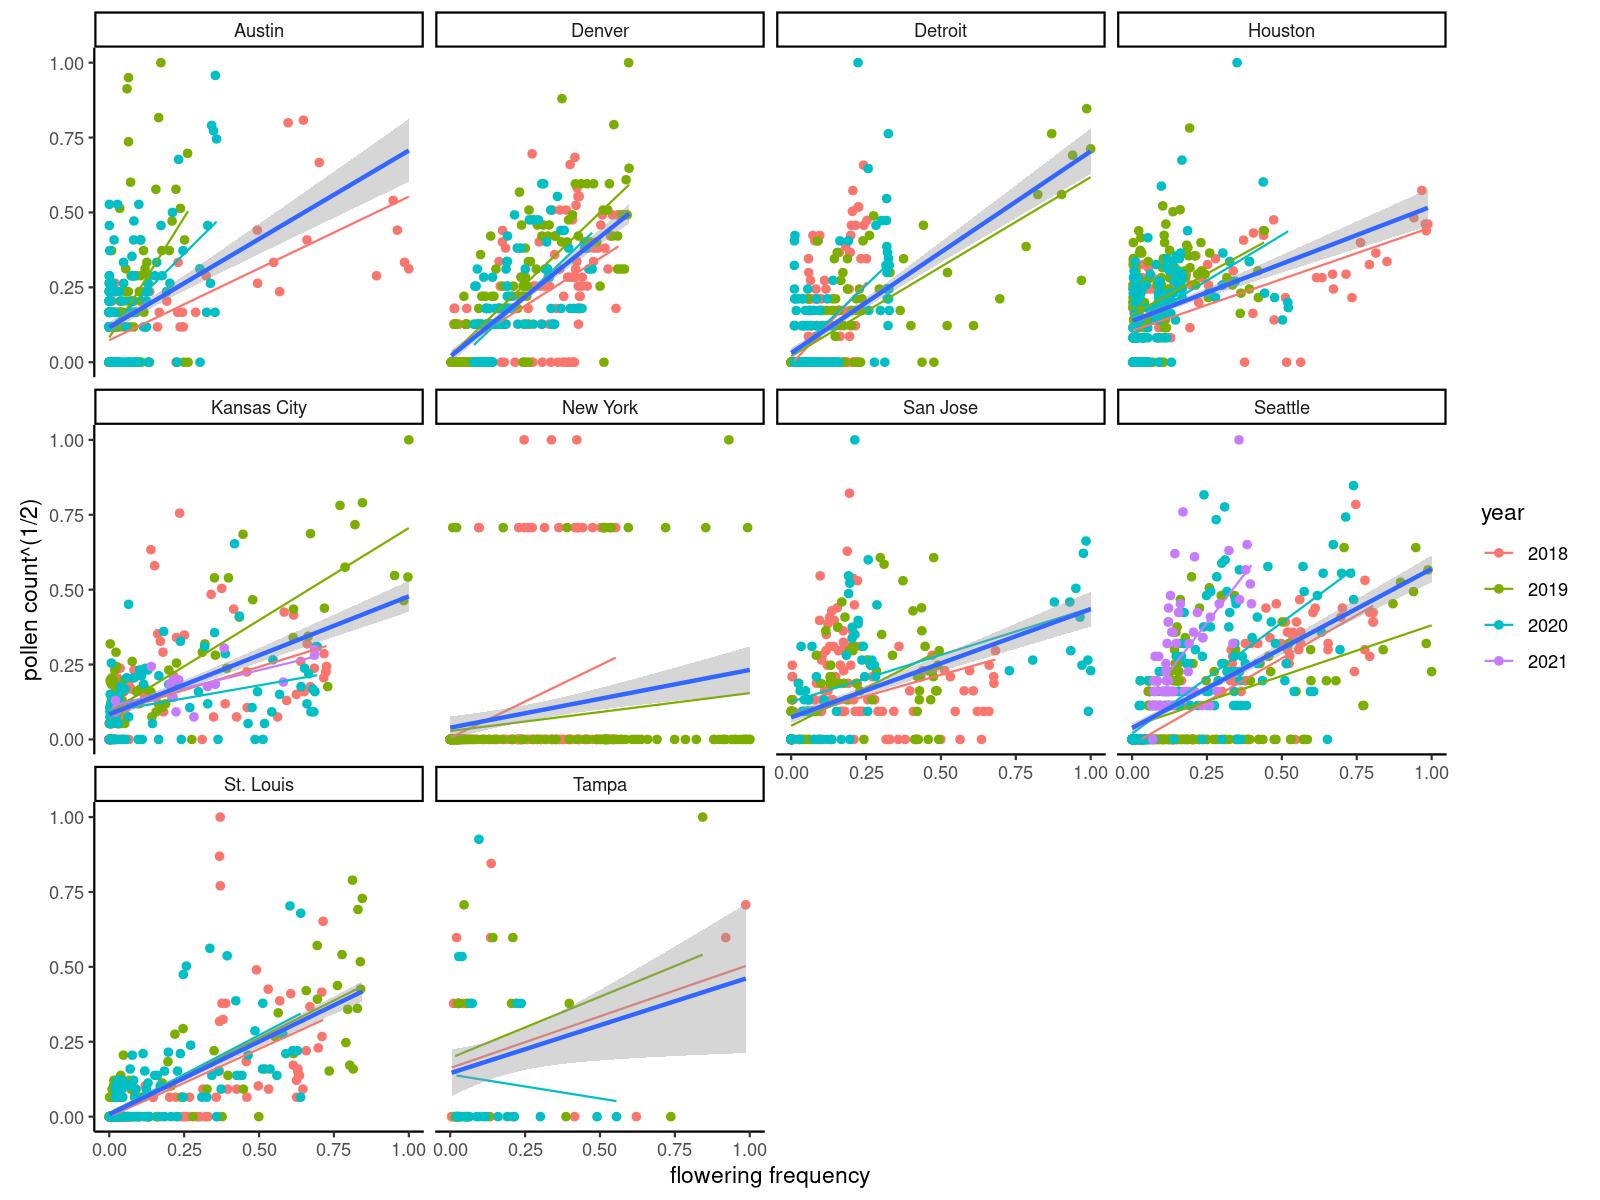 Austin Denver Detroit Houston
1.00
0.75
0.50
0.25
0.00
Kansas City New York San Jose Seattle
1.00
0.75
0.50
0.25
0.00
0.00 0.25 0.50 0.75 1.00 0.00 0.25 0.50 0.75 1.00
St. Louis Tampa
1.00
0.75
0.50
0.25
0.00
0.00 0.25 0.50 0.75 1.00 0.00 0.25 0.50 0.75 1.00
flowering frequency
pollen count^(1/2)
year
2018
2019
2020
2021